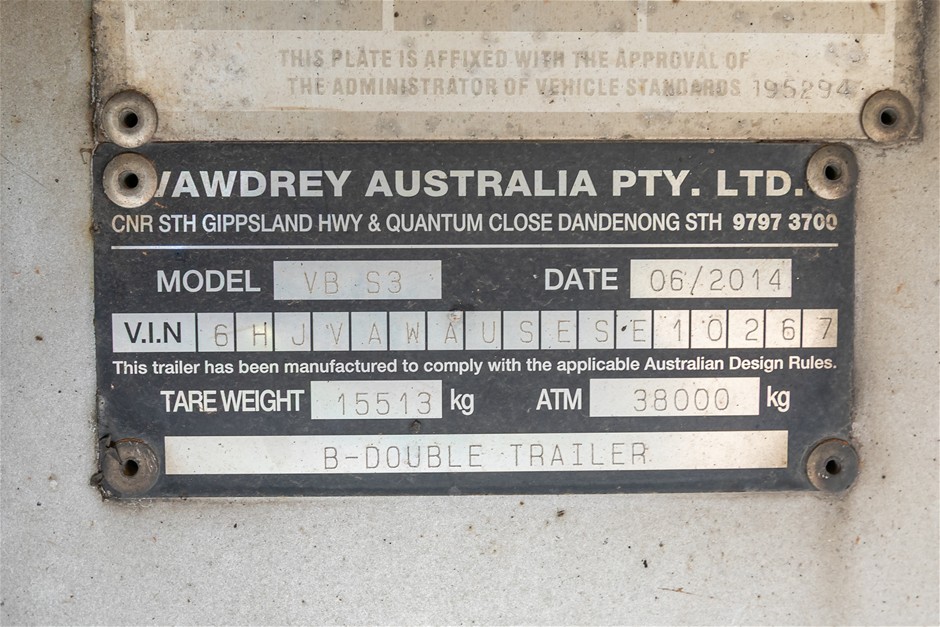 THIS PLATE IS AFFIXED WITH THE APPROVAL OF
THE ADMINISTRATOR OF VEHICLE STANDARDS 195294
VAWDREY AUSTRALIA PTY. LTD.
CNR STH GIPPSLAND HWY & QUANTUM CLOSE DANDENONG STH 9797 3700
MODEL VB S3 DATE 06/2014
V.I.N 6HJVAWAUSESE10267
This trailer has been manufactured to comply with the applicable Australian Design Rules.
TARE WEIGHT 15513 kg ATM 38000 kg
B-DOUBLE TRAILER